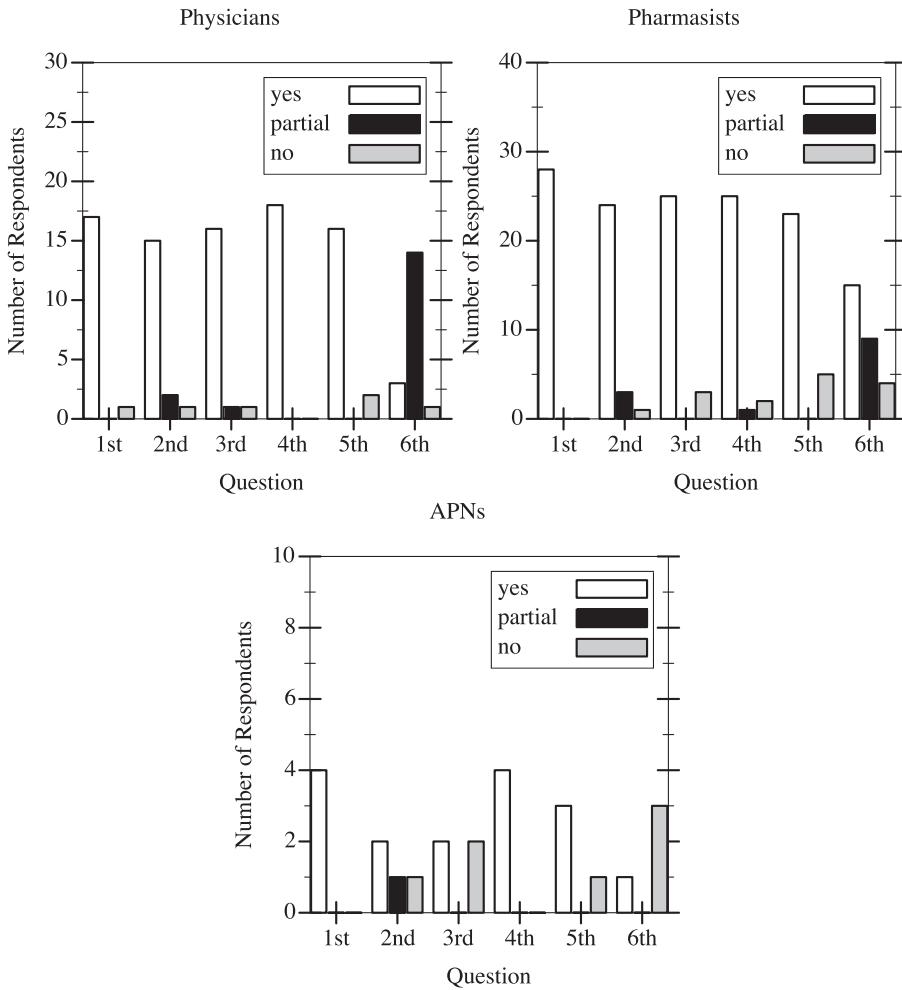 Physicians
30
25
20
15
10
5
0
Number of Respondents
yes
partial
no
1st 2nd 3rd 4th 5th 6th
Question
Pharmasists
40
30
20
10
0
Number of Respondents
yes
partial
no
1st 2nd 3rd 4th 5th 6th
Question
APNs
10
8
6
4
2
0
Number of Respondents
yes
partial
no
1st 2nd 3rd 4th 5th 6th
Question